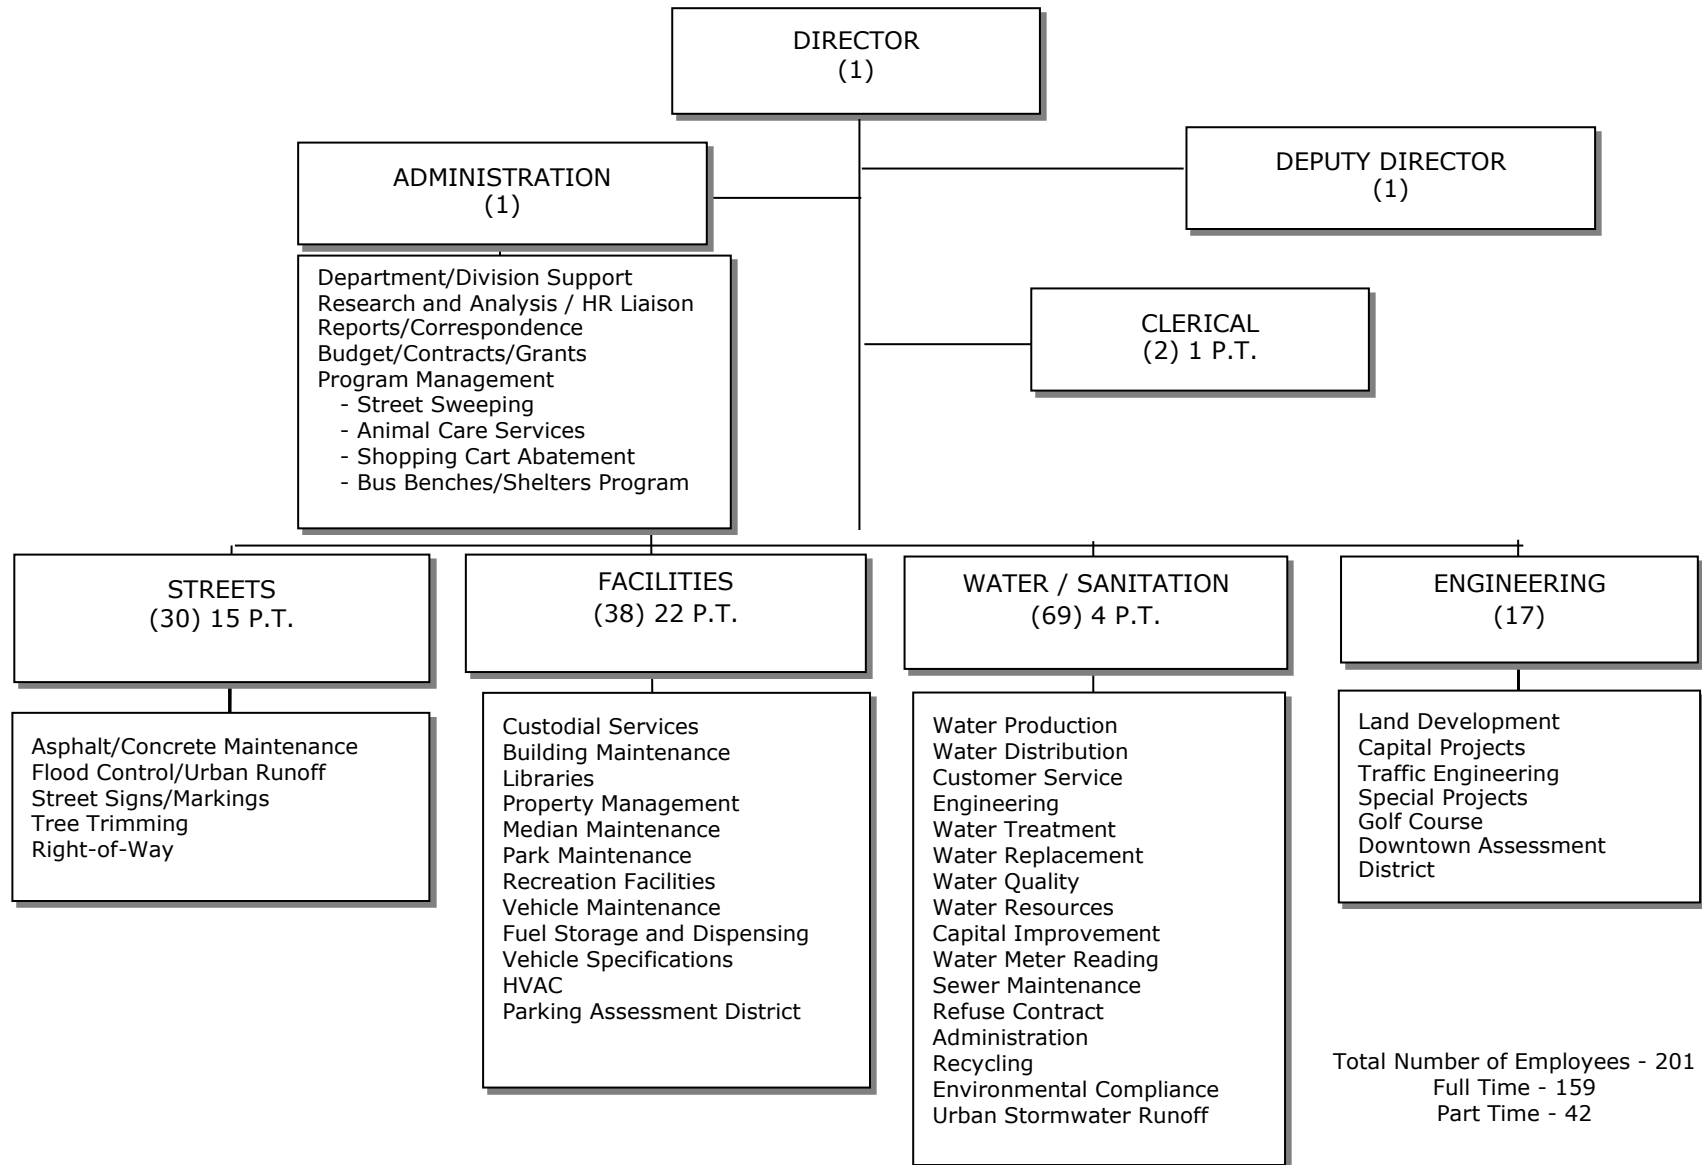 DIRECTOR
(1)
ADMINISTRATION
(1)
DEPUTY DIRECTOR
(1)
Department/Division Support
Research and Analysis / HR Liaison
Reports/Correspondence
Budget/Contracts/Grants
Program Management
- Street Sweeping
- Animal Care Services
- Shopping Cart Abatement
- Bus Benches/Shelters Program
CLERICAL
(2) 1 P.T.
STREETS
(30) 15 P.T.
FACILITIES
(38) 22 P.T.
WATER / SANITATION
(69) 4 P.T.
ENGINEERING
(17)
Asphalt/Concrete Maintenance
Flood Control/Urban Runoff
Street Signs/Markings
Tree Trimming
Right-of-Way
Custodial Services
Building Maintenance
Libraries
Property Management
Median Maintenance
Park Maintenance
Recreation Facilities
Vehicle Maintenance
Fuel Storage and Dispensing
Vehicle Specifications
HVAC
Parking Assessment District
Water Production
Water Distribution
Customer Service
Engineering
Water Treatment
Water Replacement
Water Quality
Water Resources
Capital Improvement
Water Meter Reading
Sewer Maintenance
Refuse Contract
Administration
Recycling
Environmental Compliance
Urban Stormwater Runoff
Land Development
Capital Projects
Traffic Engineering
Special Projects
Golf Course
Downtown Assessment
District
Total Number of Employees - 201
Full Time - 159
Part Time - 42